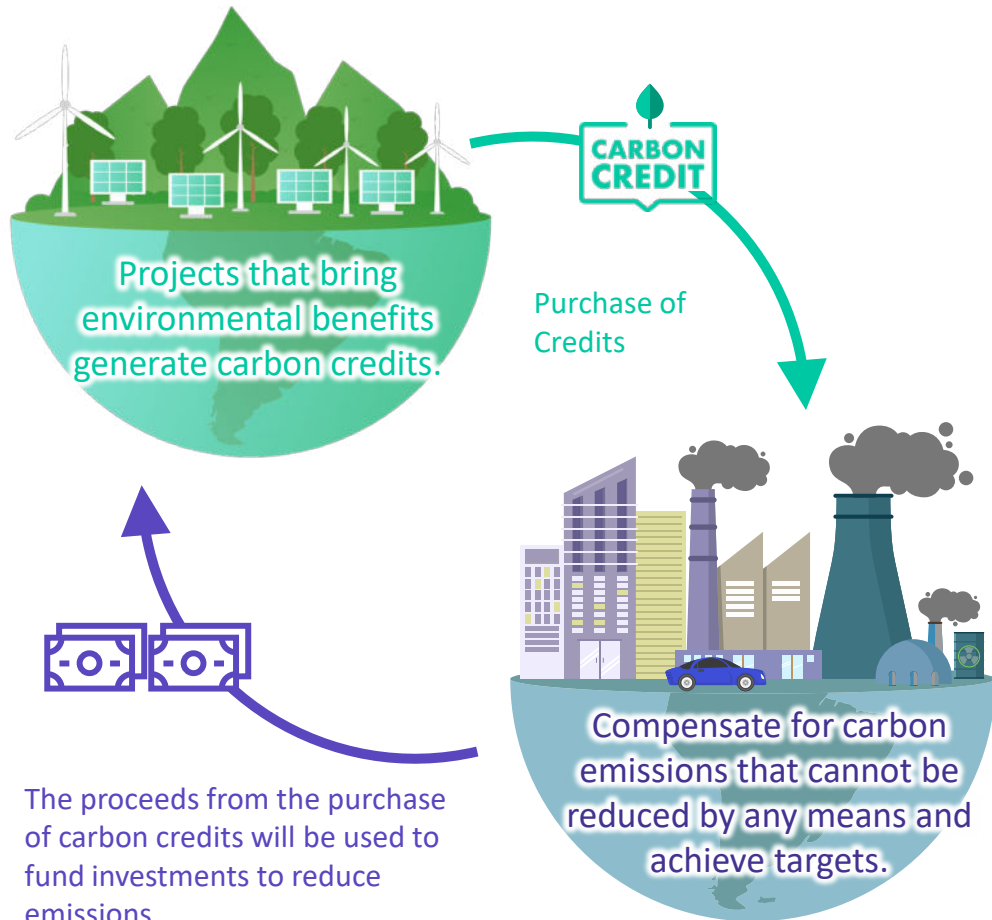 CARBON
CREDIT
Projects that bring
environmental benefits
generate carbon credits.
Purchase of
Credits
Compensate for carbon
emissions that cannot be
reduced by any means and
achieve targets.
The proceeds from the purchase
of carbon credits will be used to
fund investments to reduce
emissions